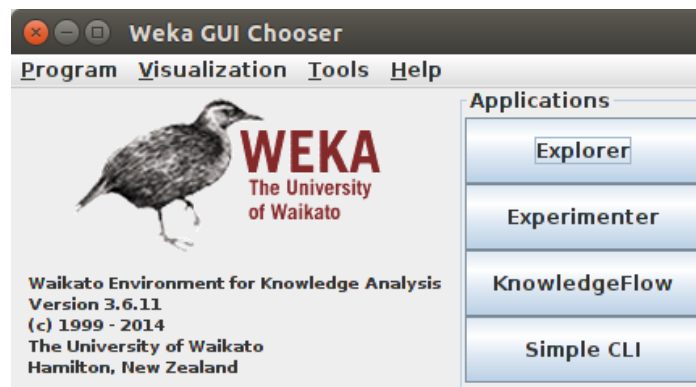 Weka GUI Chooser
Program Visualization Tools Help
WEKA
The University
of Waikato
Waikato Environment for Knowledge Analysis
Version 3.6.11
(c) 1999 - 2014
The University of Waikato
Hamilton, New Zealand
Applications
Explorer
Experimenter
KnowledgeFlow
Simple CLI